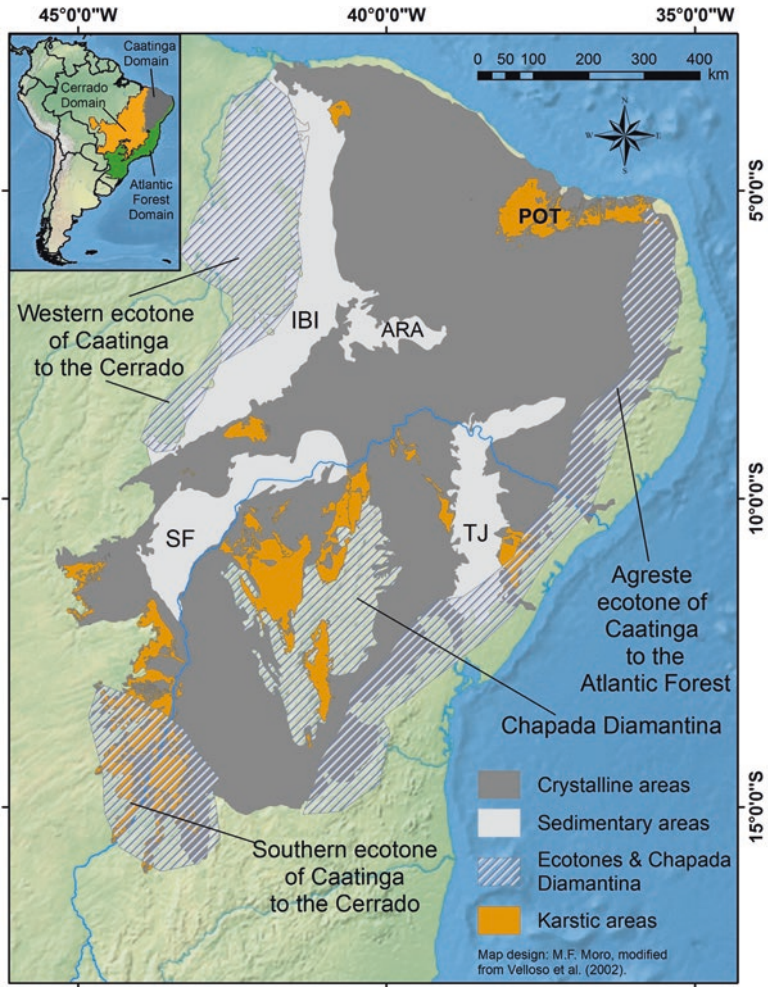 45°0'0"W
40°0'0"W
35°0'0"W
Caatinga
Domain
Cerrado
Domain
Atlantic
Forest
Domain
0 50 100 200 300 400
km
N
W
E
S
5°0'0"S
POT
Western ecotone
of Caatinga
to the Cerrado
IBI
ARA
10°0'0"S
SF
TJ
Agreste
ecotone of
Caatinga
to the
Atlantic Forest
Chapada Diamantina
15°0'0"S
Southern ecotone
of Caatinga
to the Cerrado
Crystalline areas
Sedimentary areas
Ecotones & Chapada
Diamantina
Karstic areas
Map design: M.F. Moro, modified
from Velloso et al. (2002).